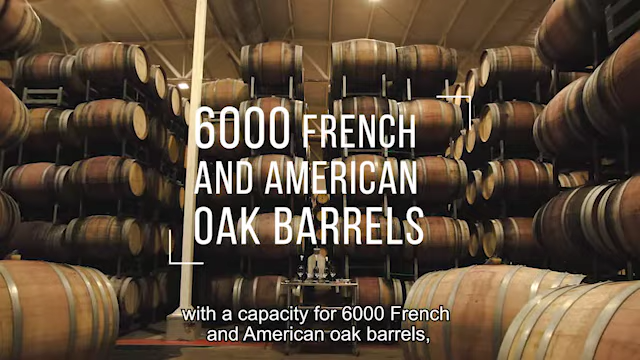 6000 FRENCH
AND AMERICAN
OAK BARRELS
with a capacity for 6000 French
and American oak barrels,